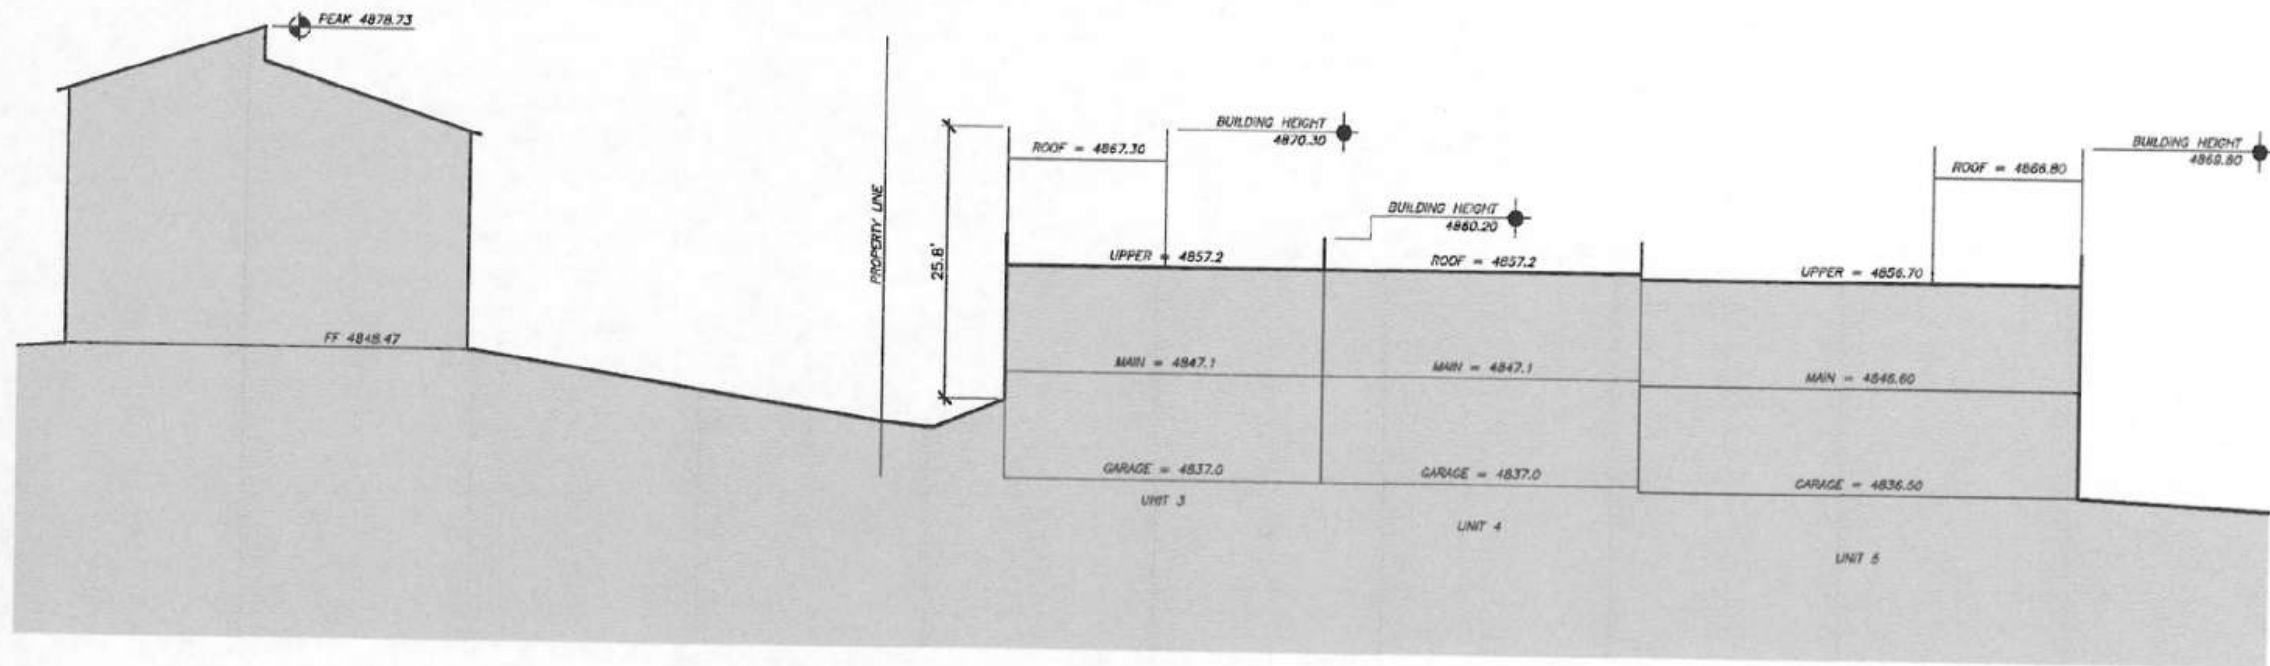 PEAK 4878.73
FF 4848.47
PROPERTY LINE
25.8'
ROOF = 4867.30
BUILDING HEIGHT
4870.30
BUILDING HEIGHT
4860.20
BUILDING HEIGHT
4869.80
ROOF = 4866.80
UPPER = 4857.2
ROOF = 4857.2
UPPER = 4856.70
MAIN = 4847.1
MAIN = 4847.1
MAIN = 4846.60
GARAGE = 4837.0
GARAGE = 4837.0
GARAGE = 4836.50
UNIT 3
UNIT 4
UNIT 5